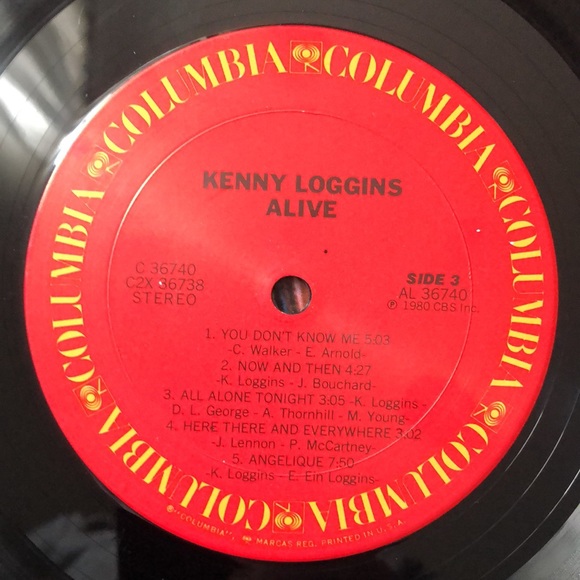 COLUMBIA COLUMBIA COLUMBIA COLUMBIA COLUMBIA COLUMBIA
KENNY LOGGINS
ALIVE
C 36740
C2X 36738
STEREO
SIDE 3
AL 36740
℗ 1980 CBS Inc.
1. YOU DON'T KNOW ME 5:03
-C. Walker - E. Arnold-
2. NOW AND THEN 4:27
-K. Loggins - J. Bouchard-
3. ALL ALONE TONIGHT 3:05 -K. Loggins -
D. L. George - A. Thornhill - M. Young-
4. HERE THERE AND EVERYWHERE 3:02
-J. Lennon - P. McCartney-
5. ANGELIQUE 7:50
-K. Loggins - E. Ein Loggins-
®"COLUMBIA", MARCAS REG. PRINTED IN U.S.A.